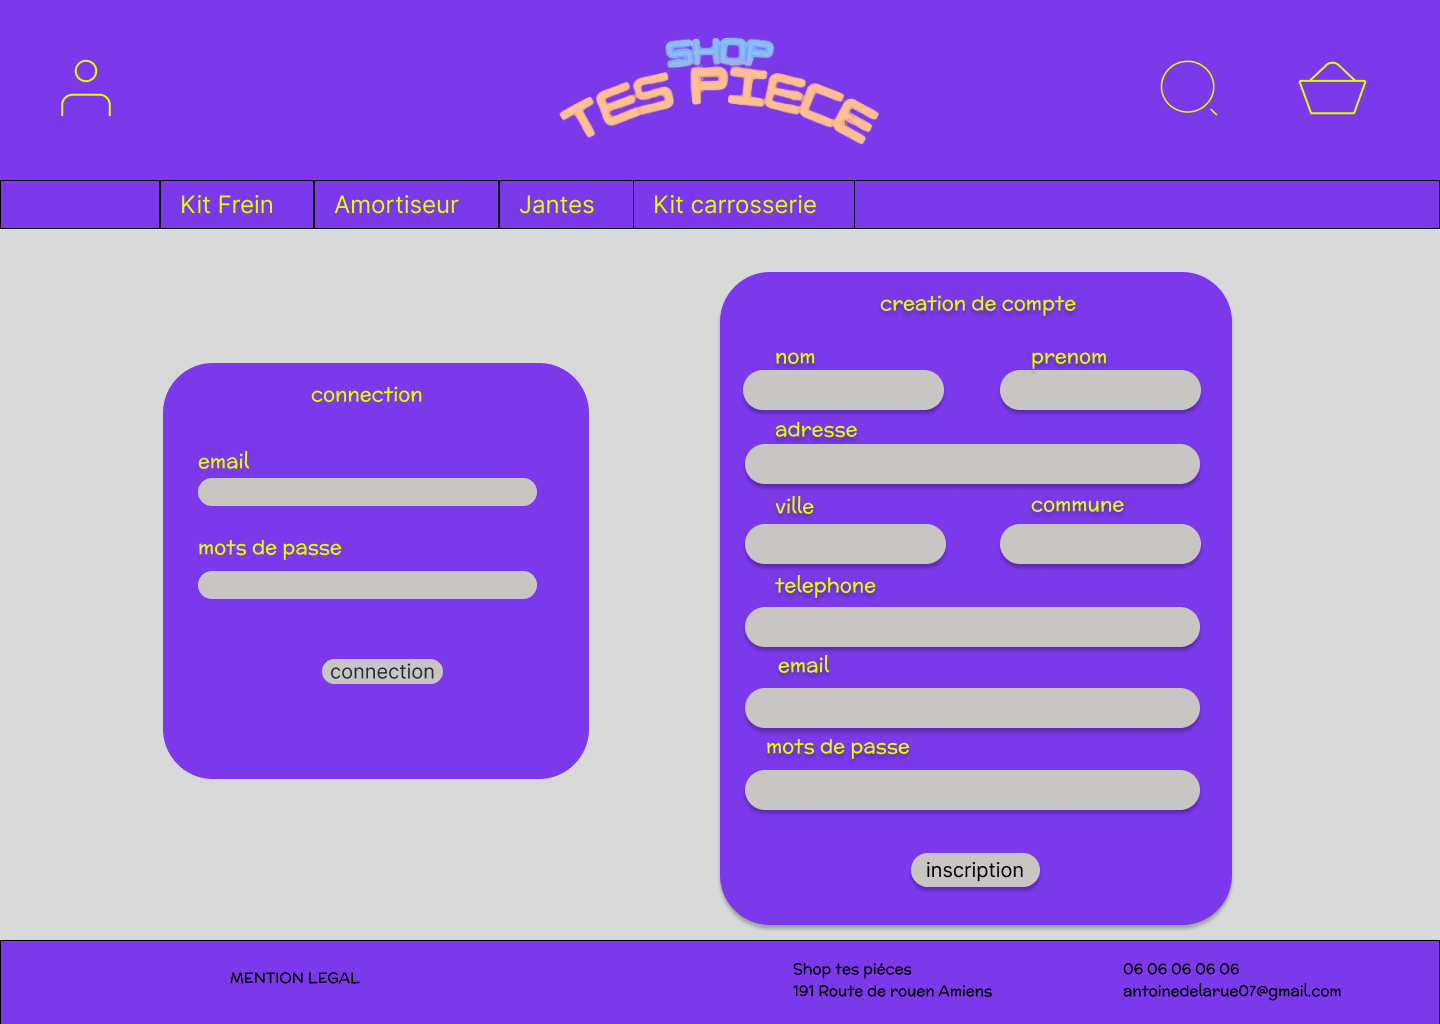 SHOP
TES PIECE
Kit Frein
Amortiseur
Jantes
Kit carrosserie
connection
email
mots de passe
connection
creation de compte
nom
prenom
adresse
ville
commune
telephone
email
mots de passe
inscription
MENTION LEGAL
Shop tes piéces
191 Route de rouen Amiens
06 06 06 06 06
antoinedelarue07@gmail.com